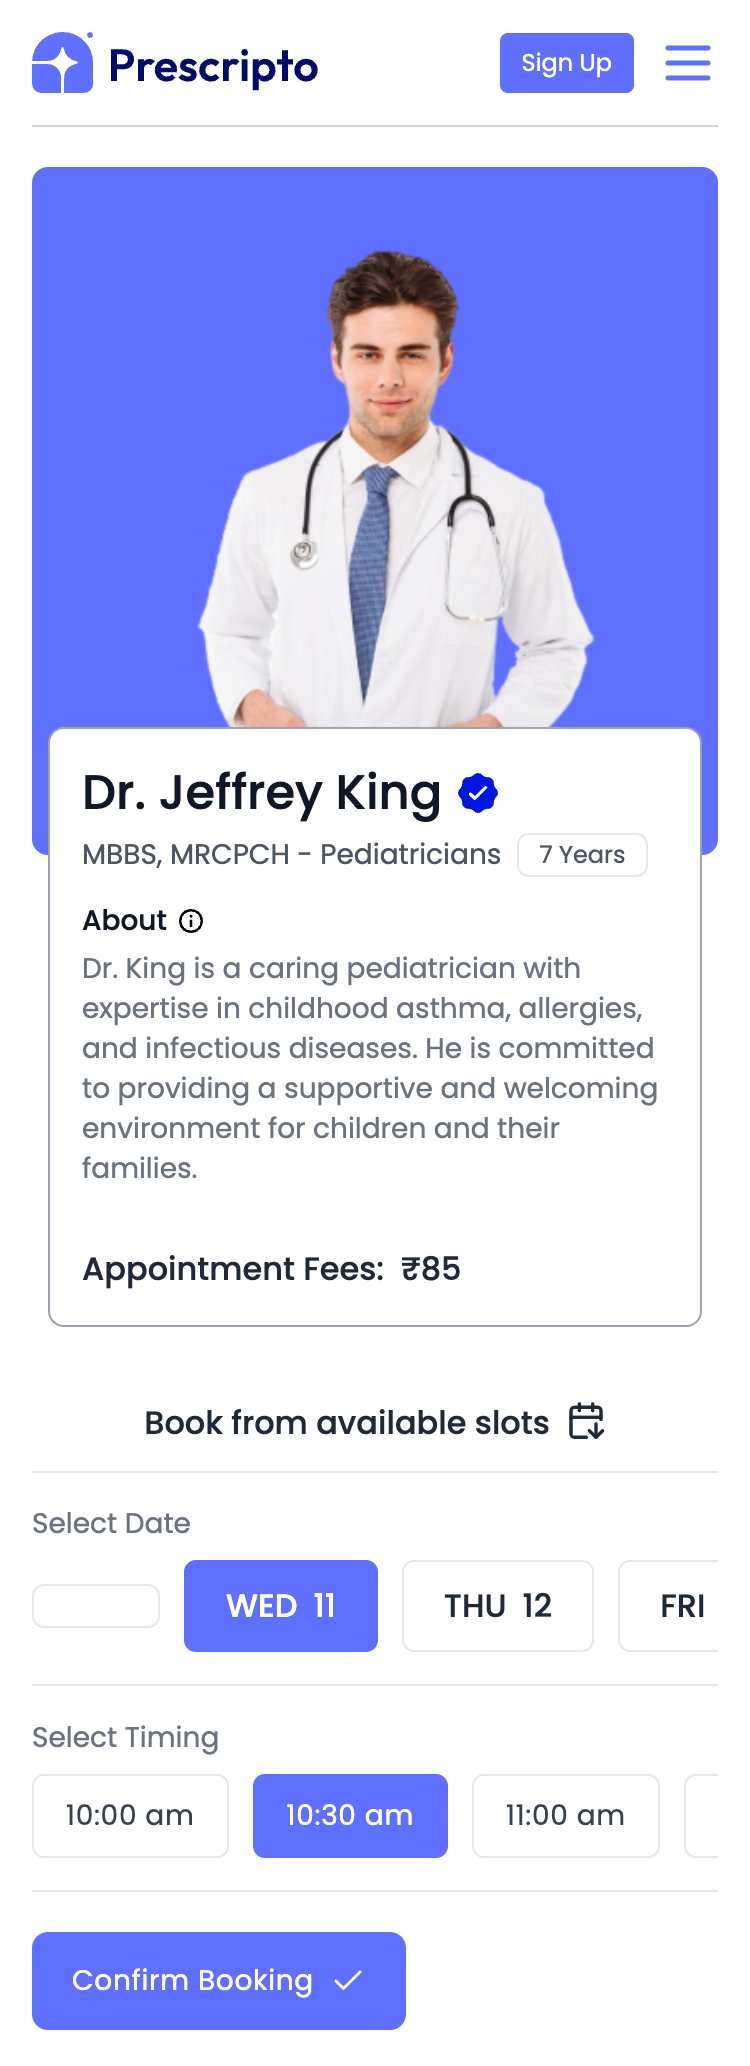 Prescripto
Sign Up
Dr. Jeffrey King
MBBS, MRCPCH - Pediatricians
7 Years
About
Dr. King is a caring pediatrician with
expertise in childhood asthma, allergies,
and infectious diseases. He is committed
to providing a supportive and welcoming
environment for children and their
families.
Appointment Fees: ₹85
Book from available slots
Select Date
WED 11
THU 12
FRI
Select Timing
10:00 am
10:30 am
11:00 am
Confirm Booking